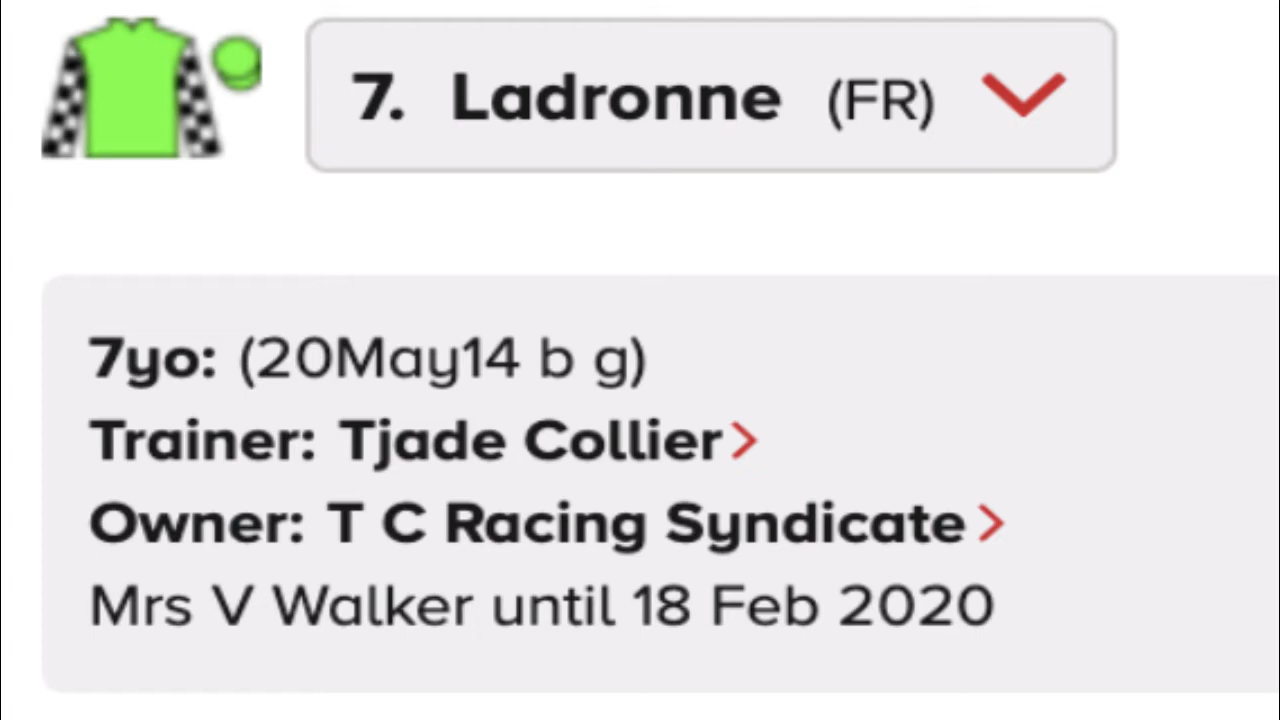 7. Ladronne (FR)
7yo: (20May14 b g)
Trainer: Tjade Collier
Owner: T C Racing Syndicate
Mrs V Walker until 18 Feb 2020